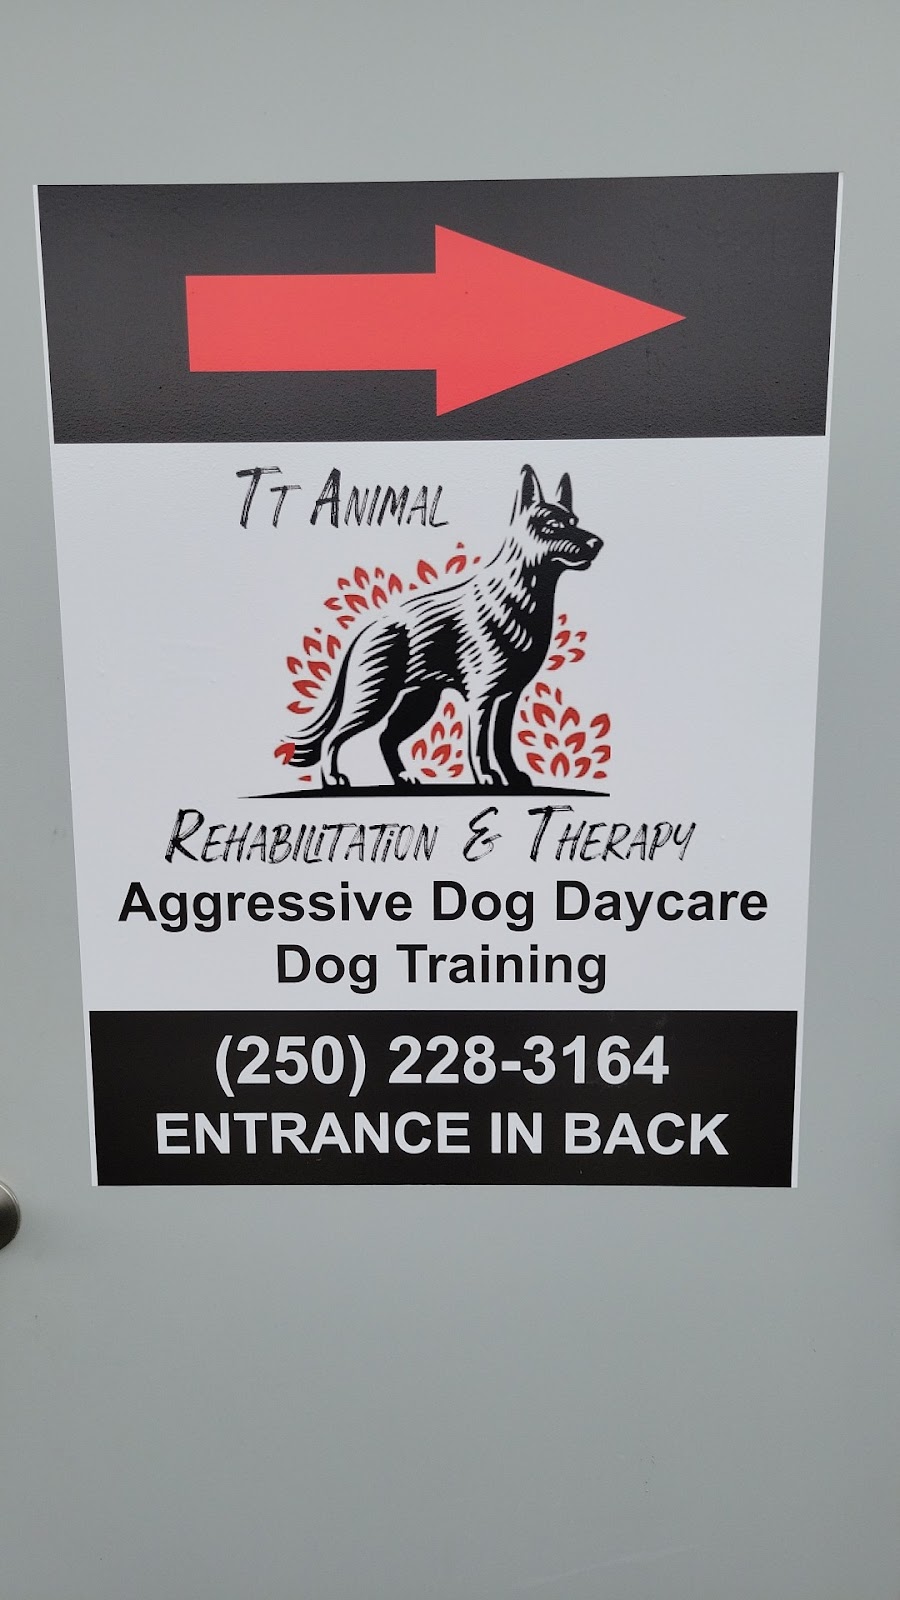 TT ANIMAL
REHABILITATION & THERAPY
Aggressive Dog Daycare
Dog Training
(250) 228-3164
ENTRANCE IN BACK